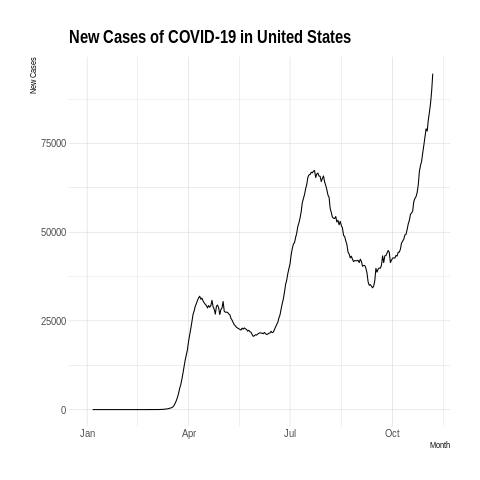 New Cases of COVID-19 in United States
New Cases
75000
50000
25000
0
Jan Apr Jul Oct
Month